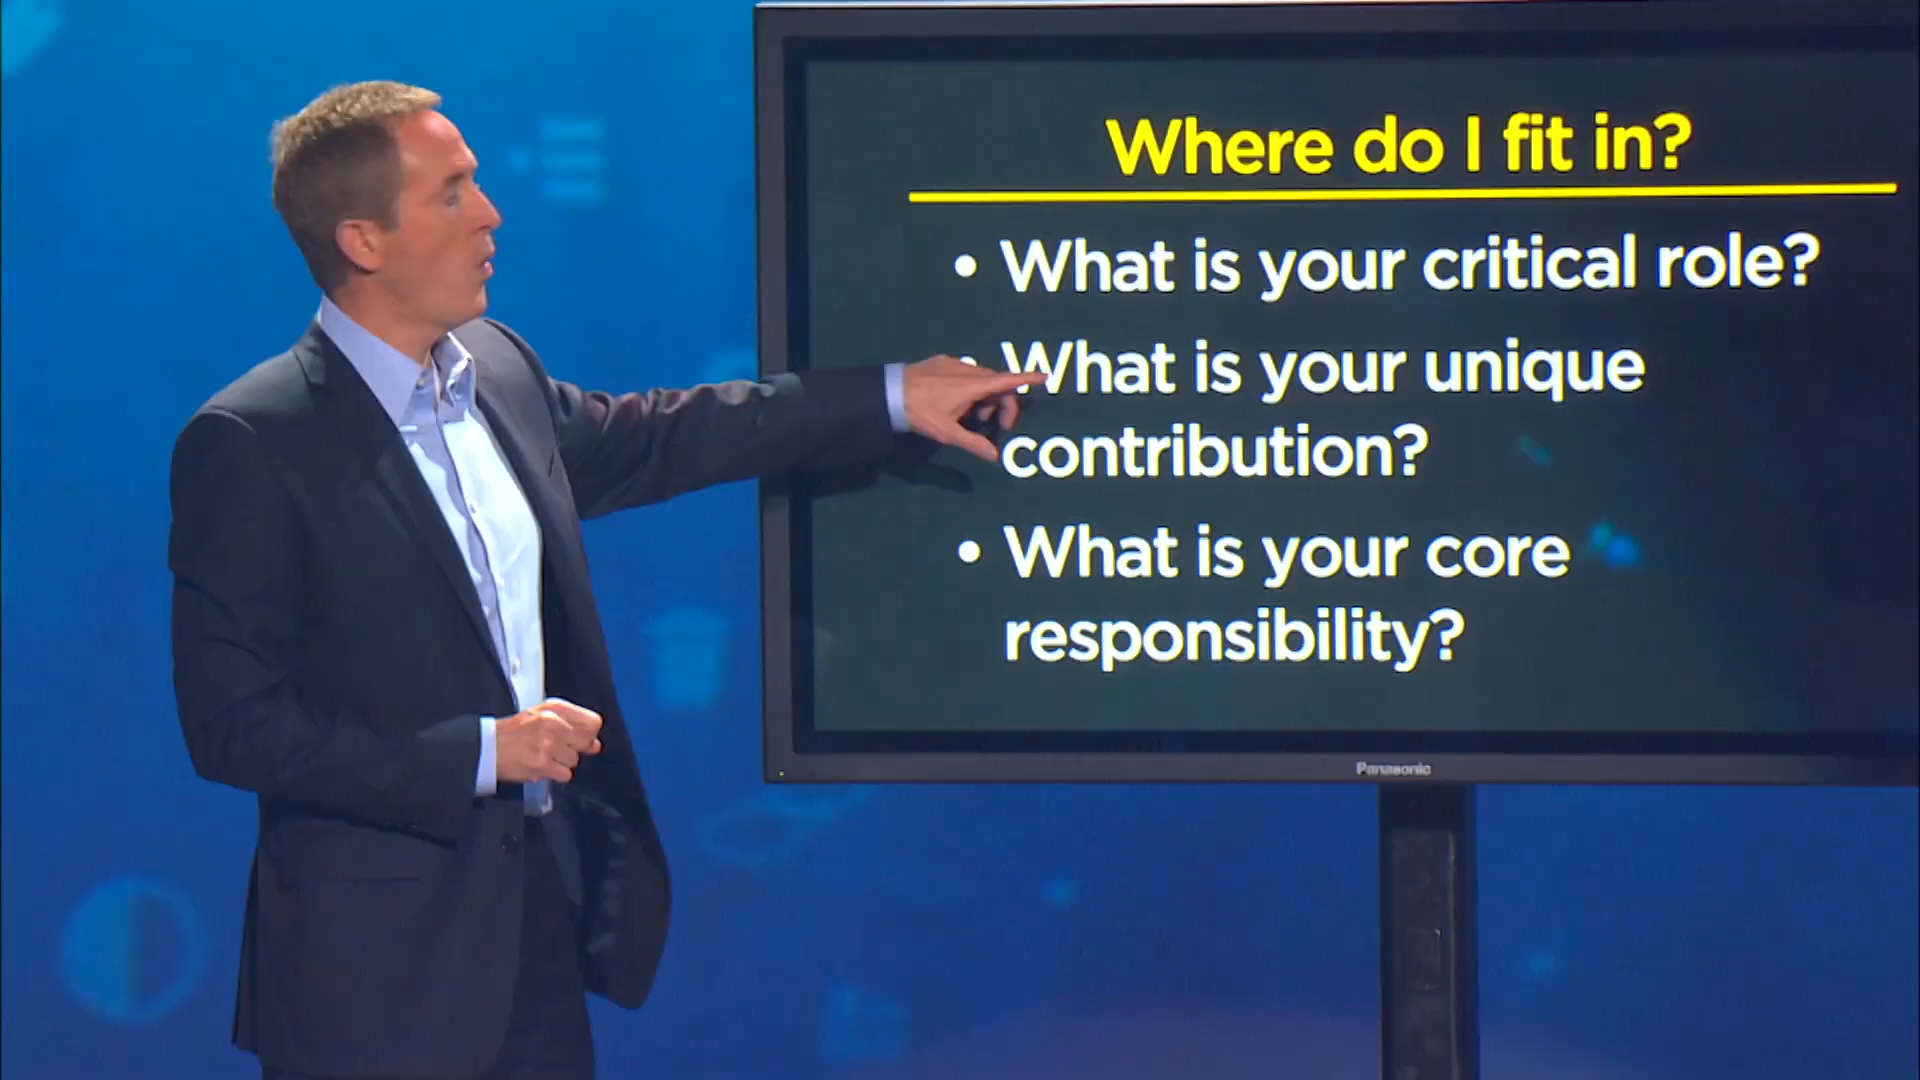 Where do I fit in?
• What is your critical role?
• What is your unique
contribution?
• What is your core
responsibility?
Panasonic